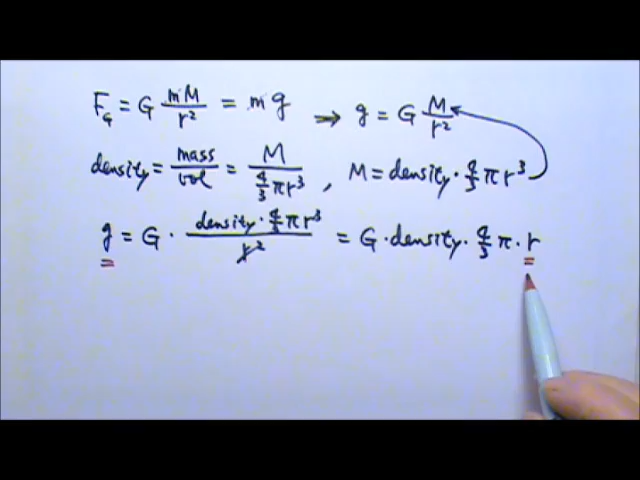 F_G = G mM/r² = mg → g = G M/r²
density = mass/vol = M/(4/3 πr³) , M = density · 4/3 πr³
g = G · (density · 4/3 πr³)/r² = G · density · 4/3 π · r